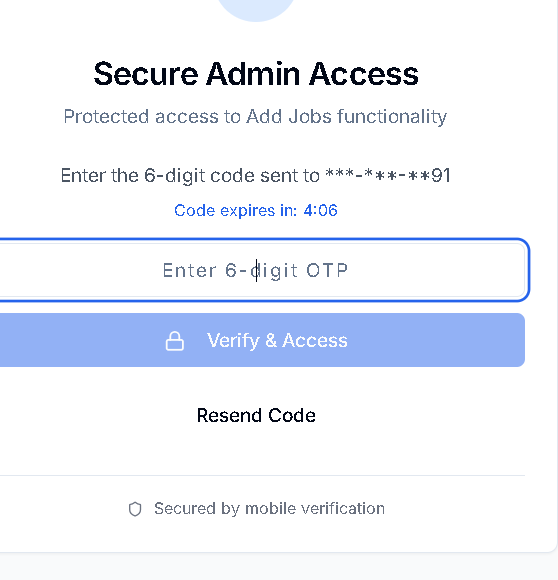 Secure Admin Access
Protected access to Add Jobs functionality
Enter the 6-digit code sent to ***-***-**91
Code expires in: 4:06
Enter 6-digit OTP
Verify & Access
Resend Code
Secured by mobile verification